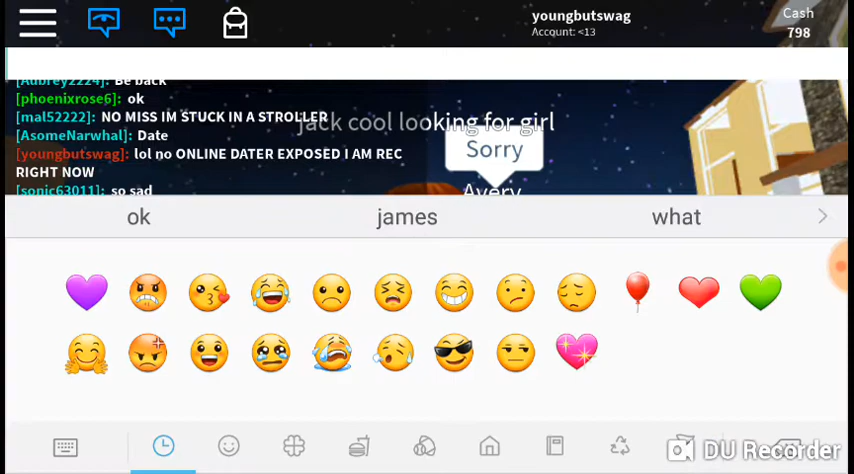 youngbutswag
Account: <13
Cash
798
[Aubrey2224]: Be back
[phoenixrose6]: ok
[mal52222]: NO MISS IM STUCK IN A STROLLER
[AsomeNarwhal]: Date
[youngbutswag]: lol no ONLINE DATER EXPOSED I AM REC
RIGHT NOW
[sonic63011]: so sad
jack cool looking for girl
Sorry
Avery
ok james what
DU Recorder